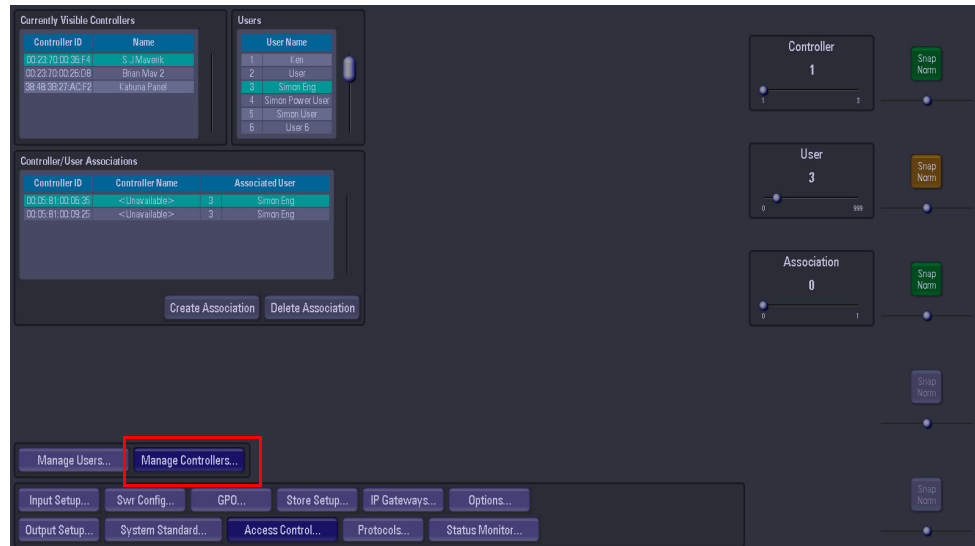 Currently Visible Controllers
Controller ID Name
00:23:70:00:36:F4 S J Maverik
00:23:70:00:26:D8 Brian Mav 2
38:48:3B:27:AC:F2 Kahuna Panel
Users
User Name
1 Ken
2 User
3 Simon Eng
4 Simon Power User
5 Simon User
6 User 6
Controller/User Associations
Controller ID Controller Name Associated User
00:05:81:00:06:35 <Unavailable> 3 Simon Eng
00:05:81:00:09:25 <Unavailable> 3 Simon Eng
Create Association Delete Association
Controller
1
1 3
Snap
Norm
User
3
0 999
Snap
Norm
Association
0
0 1
Snap
Norm
Snap
Norm
Snap
Norm
Manage Users... Manage Controllers...
Input Setup... Swr Config... GPO... Store Setup... IP Gateways... Options...
Output Setup... System Standard... Access Control... Protocols... Status Monitor...